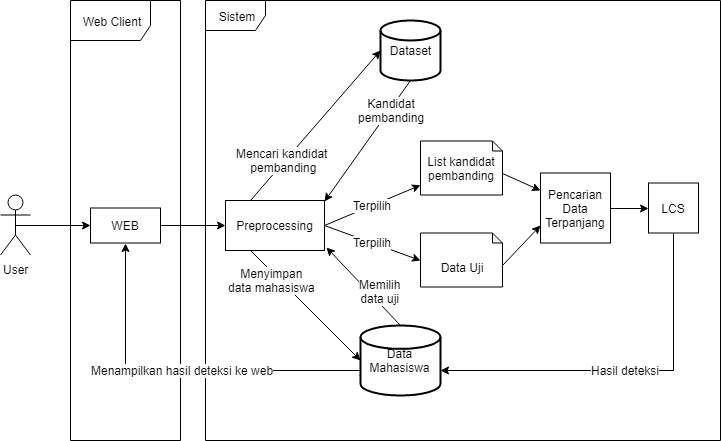 Web Client
Sistem
Dataset
Kandidat
pembanding
Mencari kandidat
pembanding
List kandidat
pembanding
Pencarian
Data
Terpanjang
LCS
Terpilih
WEB
Preprocessing
Terpilih
User
Data Uji
Menyimpan
data mahasiswa
Memilih
data uji
Data
Mahasiswa
Menampilkan hasil deteksi ke web
Hasil deteksi